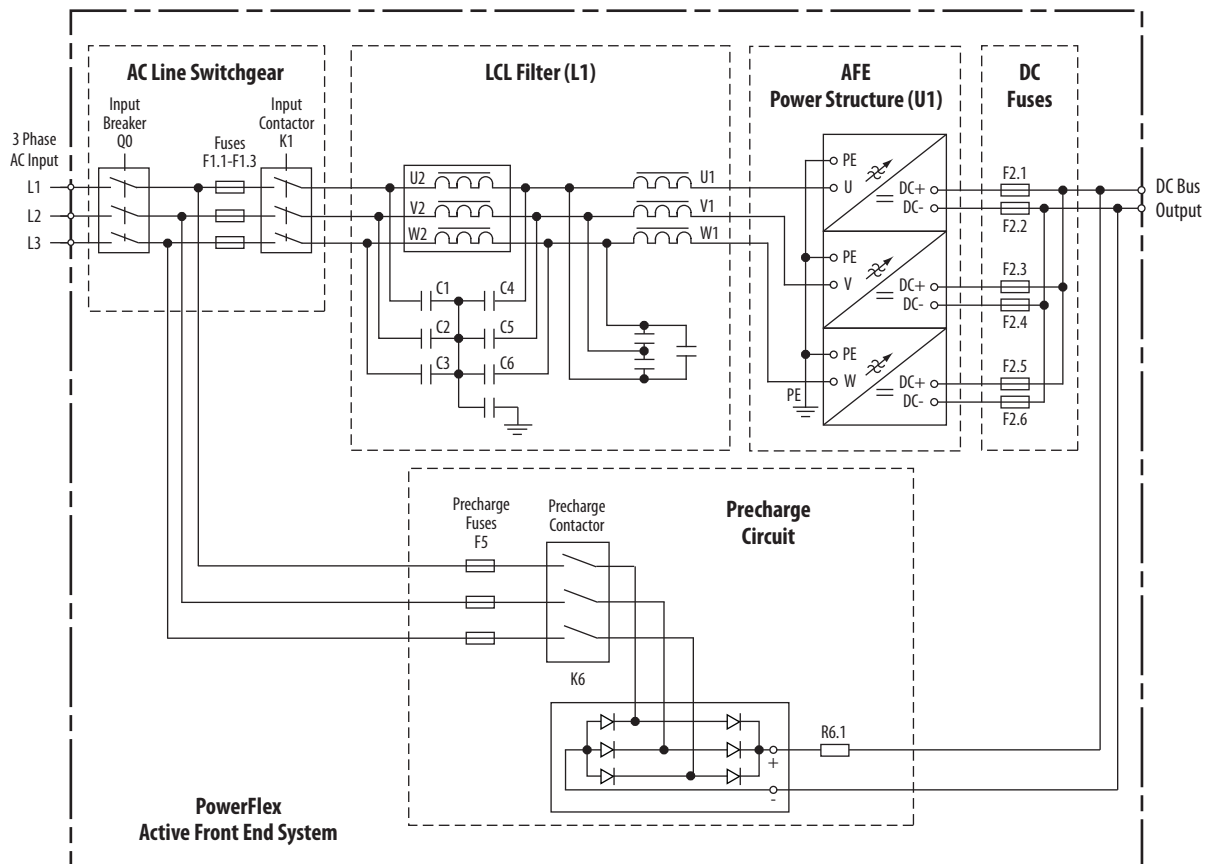 AC Line Switchgear
Input
Breaker
Q0
Fuses
F1.1-F1.3
Input
Contactor
K1
3 Phase
AC Input
L1
L2
L3
LCL Filter (L1)
U2
V2
W2
U1
V1
W1
C1
C4
C2
C5
C3
C6
AFE
Power Structure (U1)
PE
U
DC+
DC-
PE
V
DC+
DC-
PE
W
DC+
DC-
PE
DC
Fuses
F2.1
F2.2
F2.3
F2.4
F2.5
F2.6
DC Bus
Output
Precharge
Fuses
F5
Precharge
Contactor
K6
Precharge
Circuit
+
-
R6.1
PowerFlex
Active Front End System